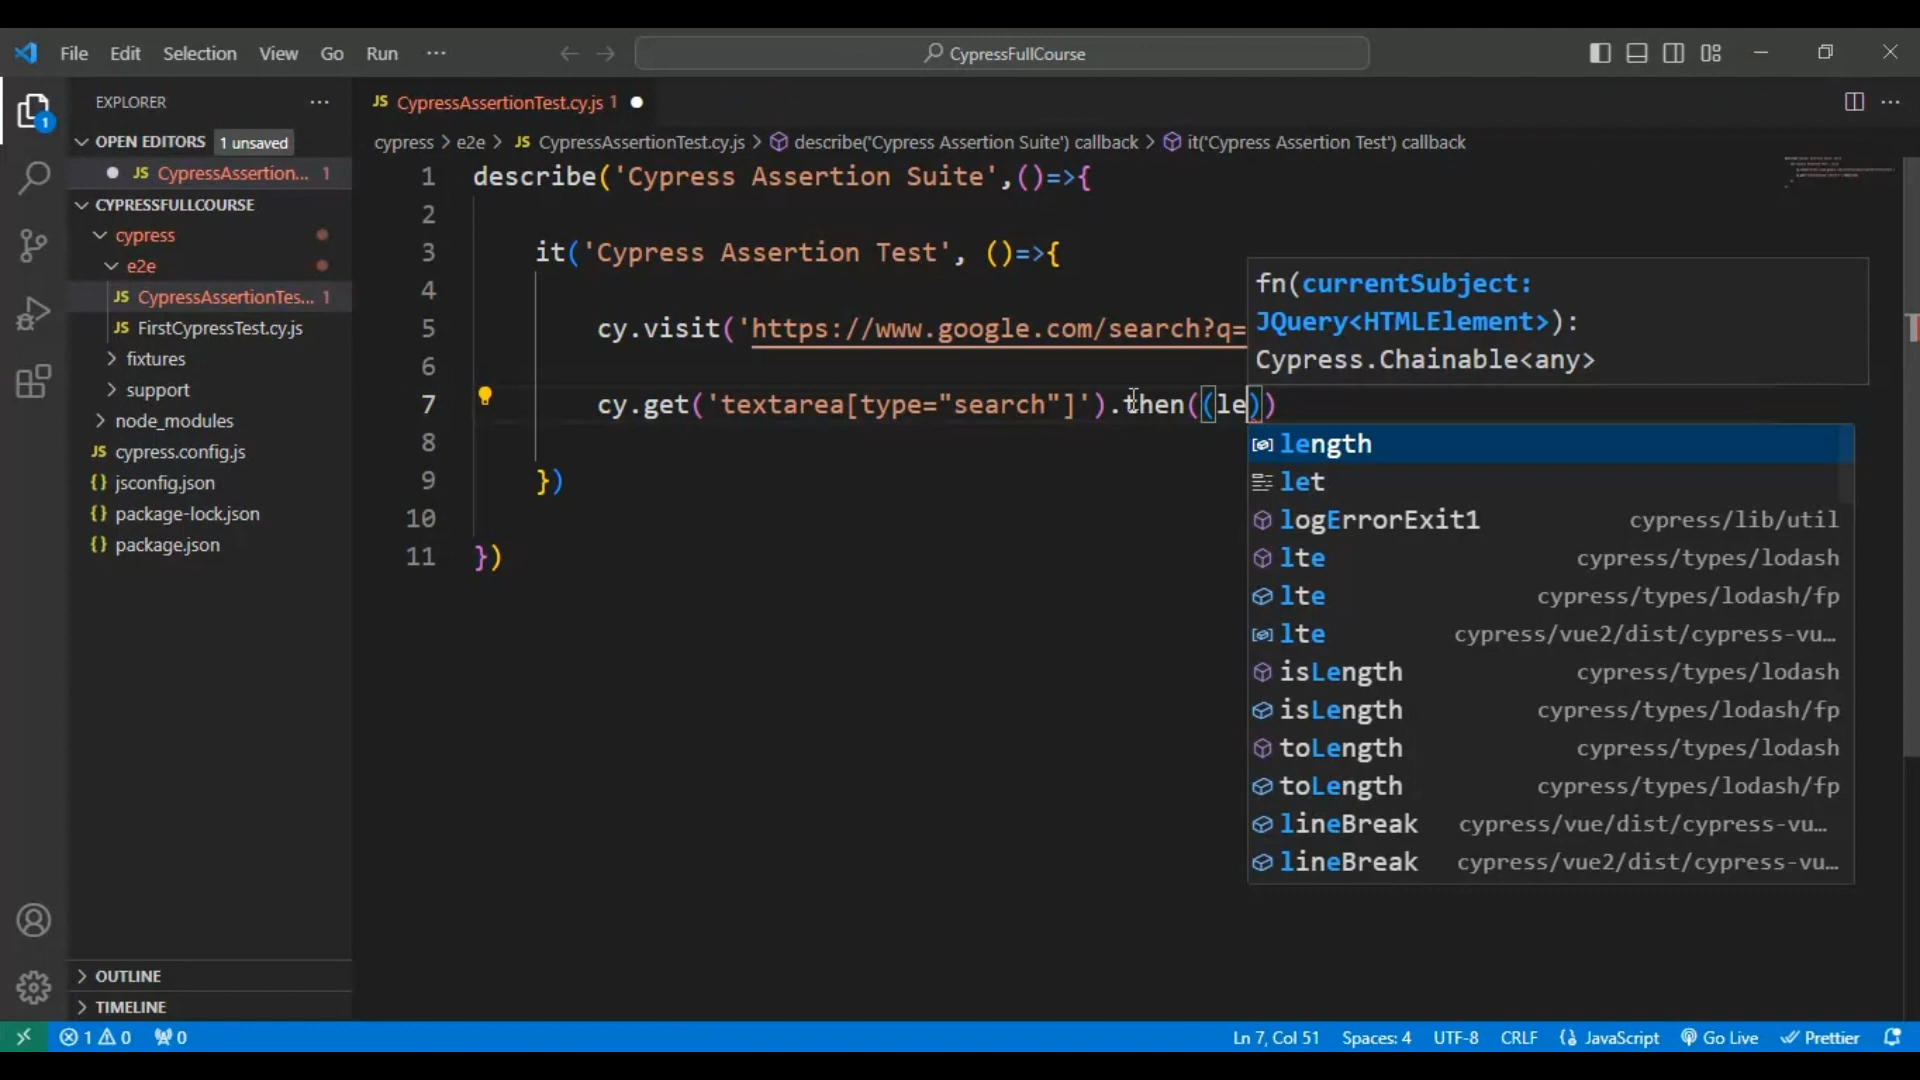 File Edit Selection View Go Run ··· CypressFullCourse
EXPLORER ···
OPEN EDITORS 1 unsaved
JS CypressAssertion...
CYPRESSFULLCOURSE
cypress
e2e
JS CypressAssertionTes... 1
JS FirstCypressTest.cy.js
fixtures
support
node_modules
JS cypress.config.js
{} jsconfig.json
{} package-lock.json
{} package.json
OUTLINE
TIMELINE
1
JS CypressAssertionTest.cy.js 1
cypress > e2e > JS CypressAssertionTest.cy.js > describe('Cypress Assertion Suite') callback > it('Cypress Assertion Test') callback
1 describe('Cypress Assertion Suite',()=>{
2
3 it('Cypress Assertion Test', ()=>{
4
5 cy.visit('https://www.google.com/search?q=
6
7 cy.get('textarea[type="search"]').then((le))
8
9 })
10
11 })
fn(currentSubject:
JQuery<HTMLElement>):
Cypress.Chainable<any>
length
let
logErrorExit1 cypress/lib/util
lte cypress/types/lodash
lte cypress/types/lodash/fp
lte cypress/vue2/dist/cypress-vu...
isLength cypress/types/lodash
isLength cypress/types/lodash/fp
toLength cypress/types/lodash
toLength cypress/types/lodash/fp
lineBreak cypress/vue/dist/cypress-vu...
lineBreak cypress/vue2/dist/cypress-vu...
1 0 0 Ln 7, Col 51 Spaces: 4 UTF-8 CRLF {} JavaScript Go Live Prettier